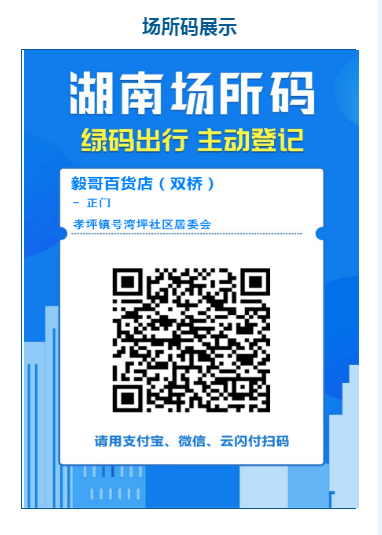 场所码展示
湖南场所码
绿码出行 主动登记
毅哥百货店（双桥）
- 正门
孝坪镇号湾坪社区居委会
请用支付宝、微信、云闪付扫码